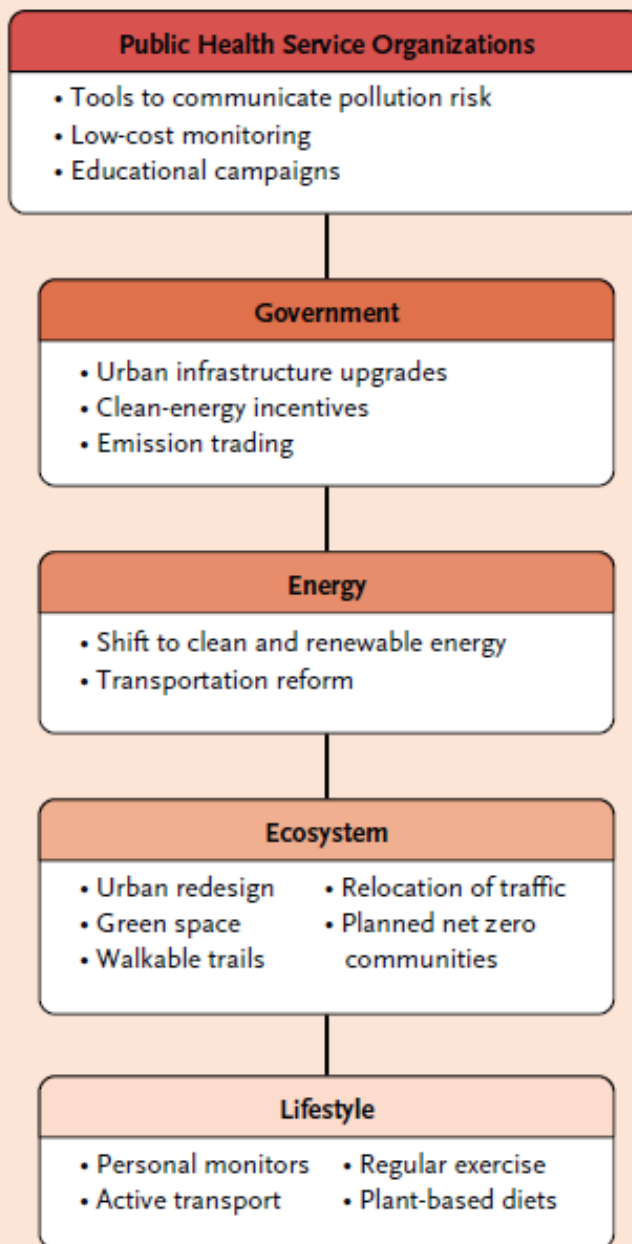 Public Health Service Organizations
• Tools to communicate pollution risk
• Low-cost monitoring
• Educational campaigns
Government
• Urban infrastructure upgrades
• Clean-energy incentives
• Emission trading
Energy
• Shift to clean and renewable energy
• Transportation reform
Ecosystem
• Urban redesign
• Green space
• Walkable trails
• Relocation of traffic
• Planned net zero
communities
Lifestyle
• Personal monitors
• Active transport
• Regular exercise
• Plant-based diets